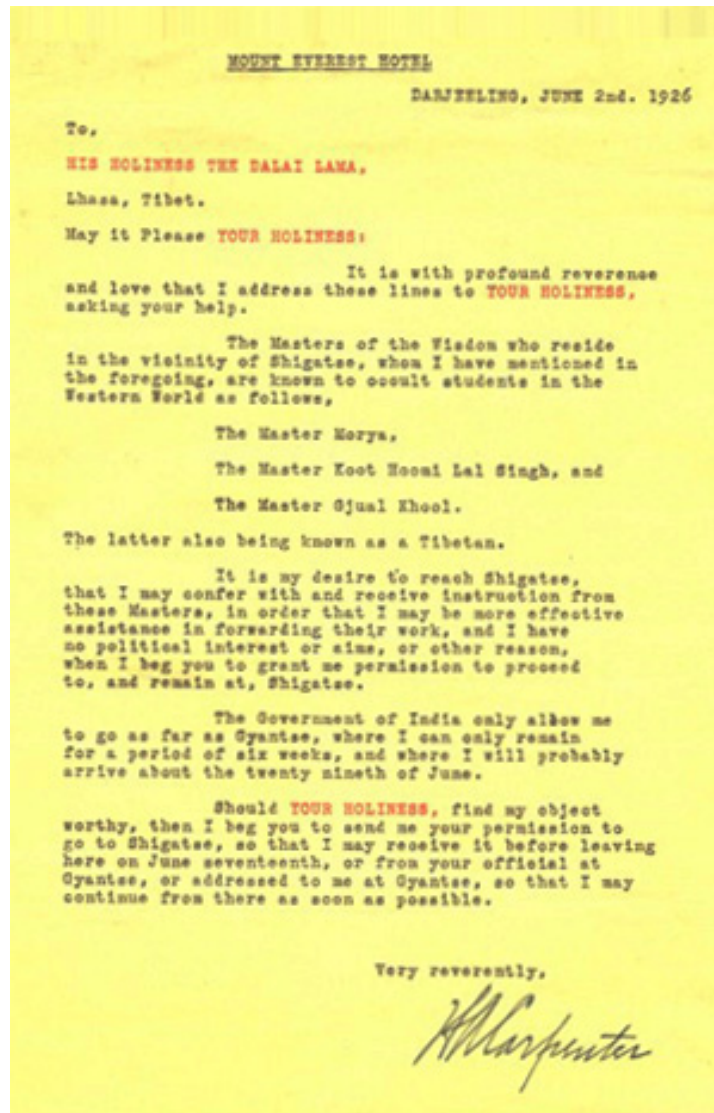 MOUNT EVEREST HOTEL
DARJEELING, JUNE 2nd. 1926
To,
HIS HOLINESS THE DALAI LAMA,
Lhasa, Tibet.
May it Please YOUR HOLINESS:
It is with profound reverense
and love that I address these lines to YOUR HOLINESS,
asking your help.
The Masters of the Wisdom who reside
in the vicinity of Shigatse, whom I have mentioned in
the foregoing, are known to occult students in the
Western World as follows,
The Master Morya,
The Master Koot Hoomi Lal Singh, and
The Master Gjual Khool.
The latter also being known as a Tibetan.
It is my desire to reach Shigatse,
that I may confer with and receive instruction from
these Masters, in order that I may be more effective
assistance in forwarding their work, and I have
no political interest or aims, or other reason,
when I beg you to grant me permission to proceed
to, and remain at, Shigatse.
The Government of India only allow me
to go as far as Gyantse, where I can only remain
for a period of six weeks, and where I will probably
arrive about the twenty nineth of June.
Should YOUR HOLINESS, find my object
worthy, then I beg you to send me your permission to
go to Shigatse, so that I may receive it before leaving
here on June seventeenth, or from your official at
Gyantse, or addressed to me at Gyantse, so that I may
continue from there as soon as possible.
Very reverently,
HACarpenter